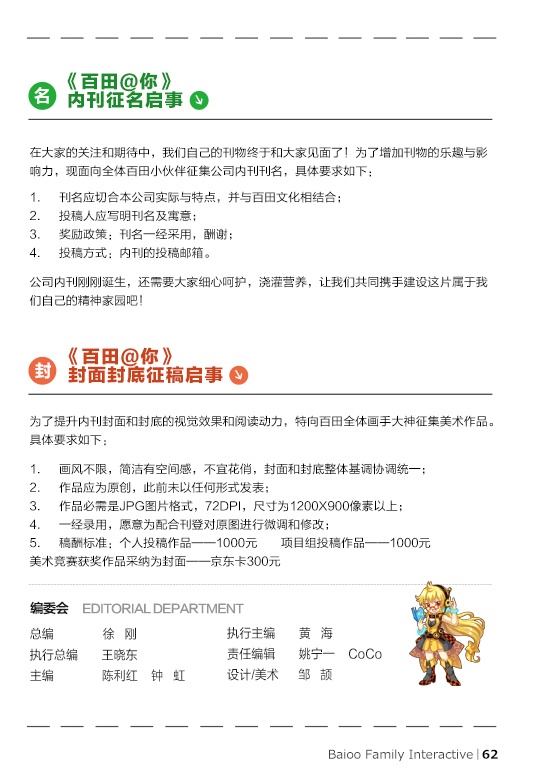 名
《百田@你》
内刊征名启事
在大家的关注和期待中，我们自己的刊物终于和大家见面了！为了增加刊物的乐趣与影
响力，现面向全体百田小伙伴征集公司内刊刊名，具体要求如下：
1. 刊名应切合本公司实际与特点，并与百田文化相结合；
2. 投稿人应写明刊名及寓意；
3. 奖励政策：刊名一经采用，酬谢；
4. 投稿方式：内刊的投稿邮箱。
公司内刊刚刚诞生，还需要大家细心呵护，浇灌营养，让我们共同携手建设这片属于我
们自己的精神家园吧！
封
《百田@你》
封面封底征稿启事
为了提升内刊封面和封底的视觉效果和阅读动力，特向百田全体画手大神征集美术作品。
具体要求如下：
1. 画风不限，简洁有空间感，不宜花俏，封面和封底整体基调协调统一；
2. 作品应为原创，此前未以任何形式发表；
3. 作品必需是JPG图片格式，72DPI，尺寸为1200X900像素以上；
4. 一经录用，愿意为配合刊登对原图进行微调和修改；
5. 稿酬标准：个人投稿作品——1000元 项目组投稿作品——1000元
美术竞赛获奖作品采纳为封面——京东卡300元
编委会 EDITORIAL DEPARTMENT
总编 徐 刚 执行主编 黄 海
执行总编 王晓东 责任编辑 姚宁一 CoCo
主编 陈利红 钟 虹 设计/美术 邹 颉
Baioo Family Interactive | 62